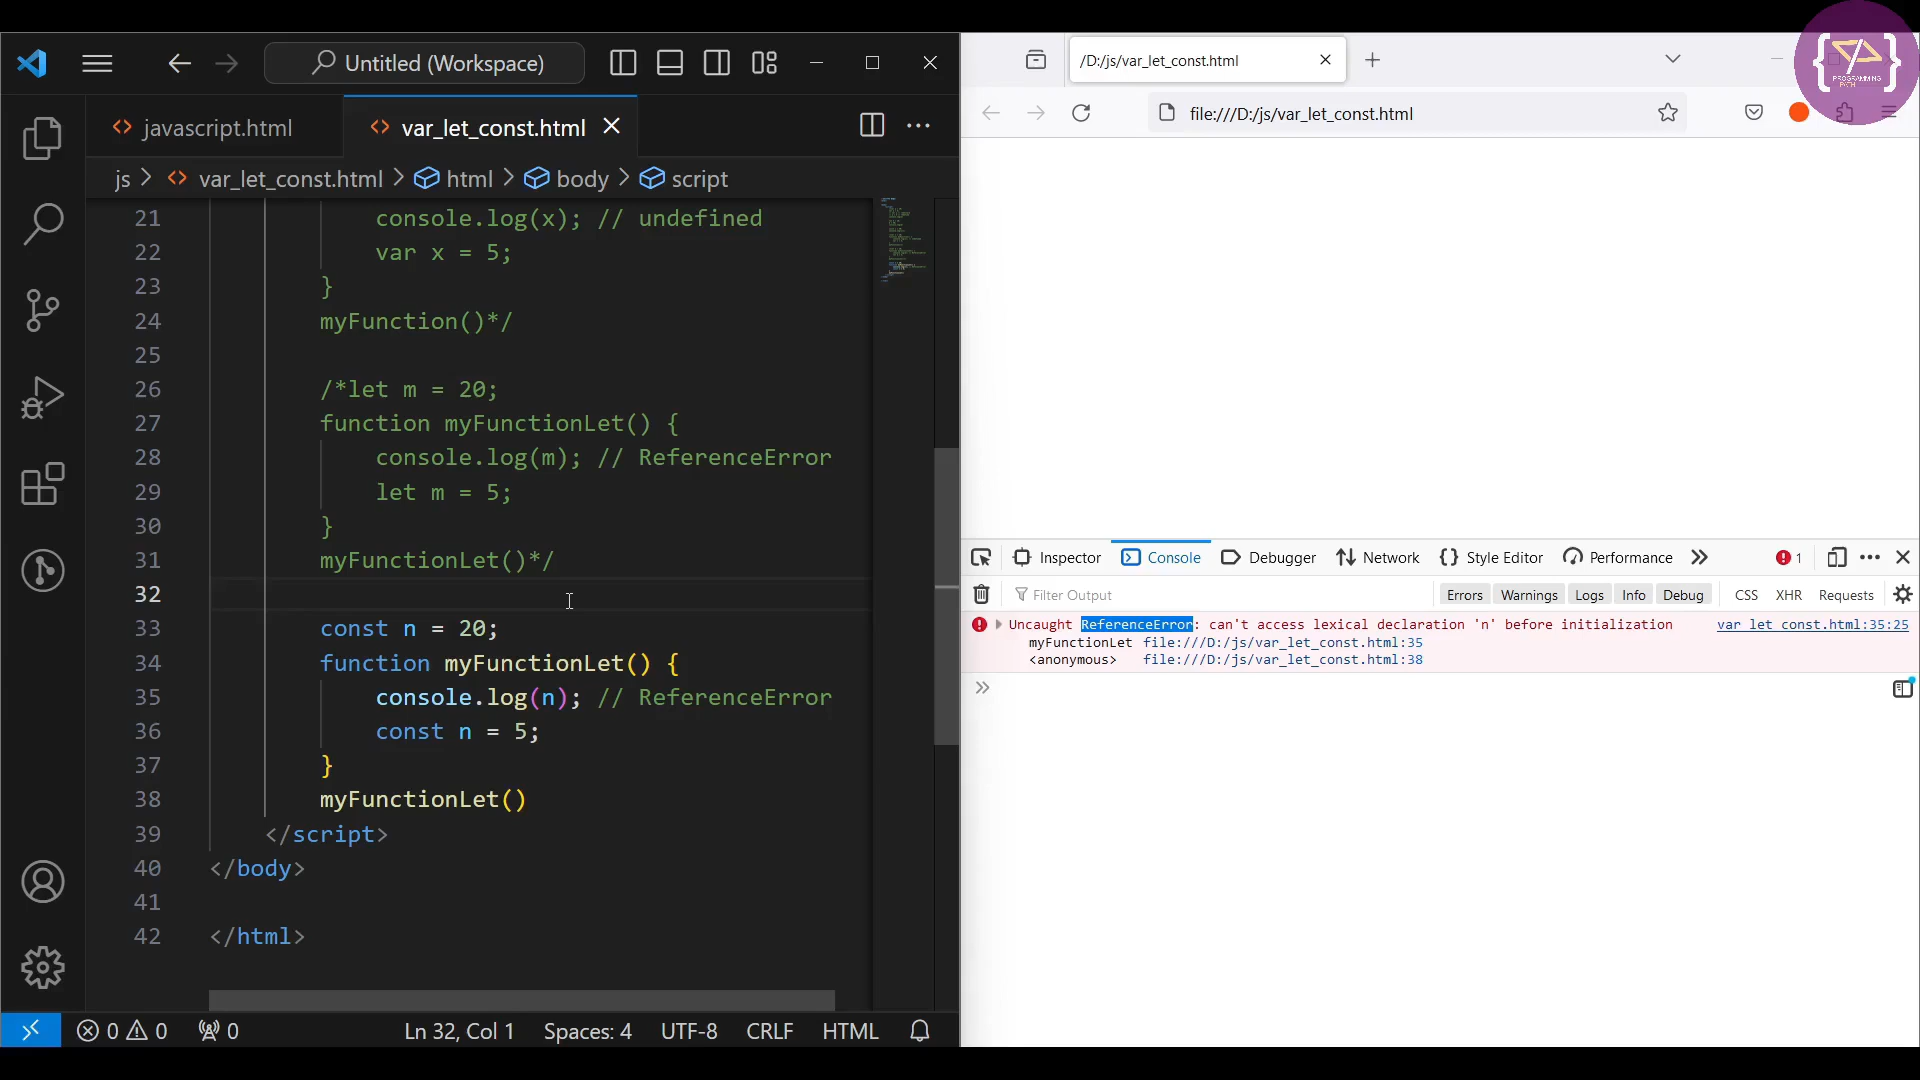 Untitled (Workspace)
javascript.html
var_let_const.html
js > var_let_const.html > html > body > script
21 console.log(x); // undefined
22 var x = 5;
23 }
24 myFunction()*/
25
26 /*let m = 20;
27 function myFunctionLet() {
28 console.log(m); // ReferenceError
29 let m = 5;
30 }
31 myFunctionLet()*/
32
33 const n = 20;
34 function myFunctionLet() {
35 console.log(n); // ReferenceError
36 const n = 5;
37 }
38 myFunctionLet()
39 </script>
40 </body>
41
42 </html>
0 0 0 Ln 32, Col 1 Spaces: 4 UTF-8 CRLF HTML
/D:/js/var_let_const.html
file:///D:/js/var_let_const.html
{</>}
PROGRAMMING
PATH
Inspector Console Debugger Network {} Style Editor Performance 1
Filter Output Errors Warnings Logs Info Debug CSS XHR Requests
Uncaught ReferenceError: can't access lexical declaration 'n' before initialization var_let_const.html:35:25
myFunctionLet file:///D:/js/var_let_const.html:35
<anonymous> file:///D:/js/var_let_const.html:38